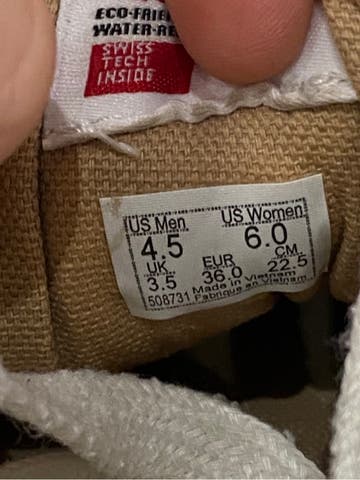 ECO-FRIE
WATER-RE
SWISS
TECH
INSIDE
US Men US Women
4.5 6.0
UK EUR CM
3.5 36.0 22.5
508731 Made in Vietnam
Fabriqué en Vietnam